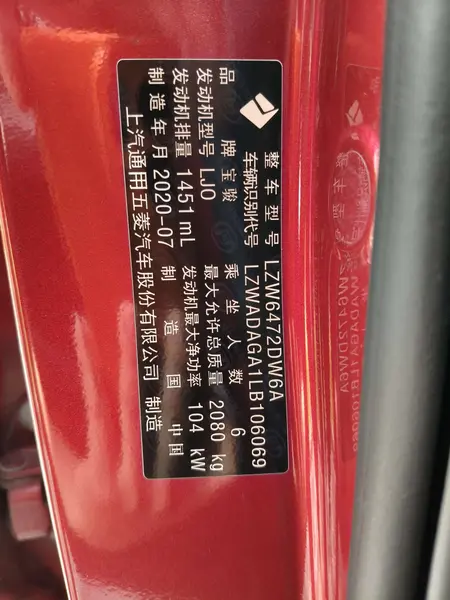 整车型号 LZW6472DW6A
车辆识别代号 LZWADAGA1LB106069
品牌 宝骏 乘坐人数 6
发动机型号 LJO 最大允许总质量 2080 kg
发动机排量 1451 mL 发动机最大净功率 104 kW
制造年月 2020-07 制造国 中国
上汽通用五菱汽车股份有限公司 制造